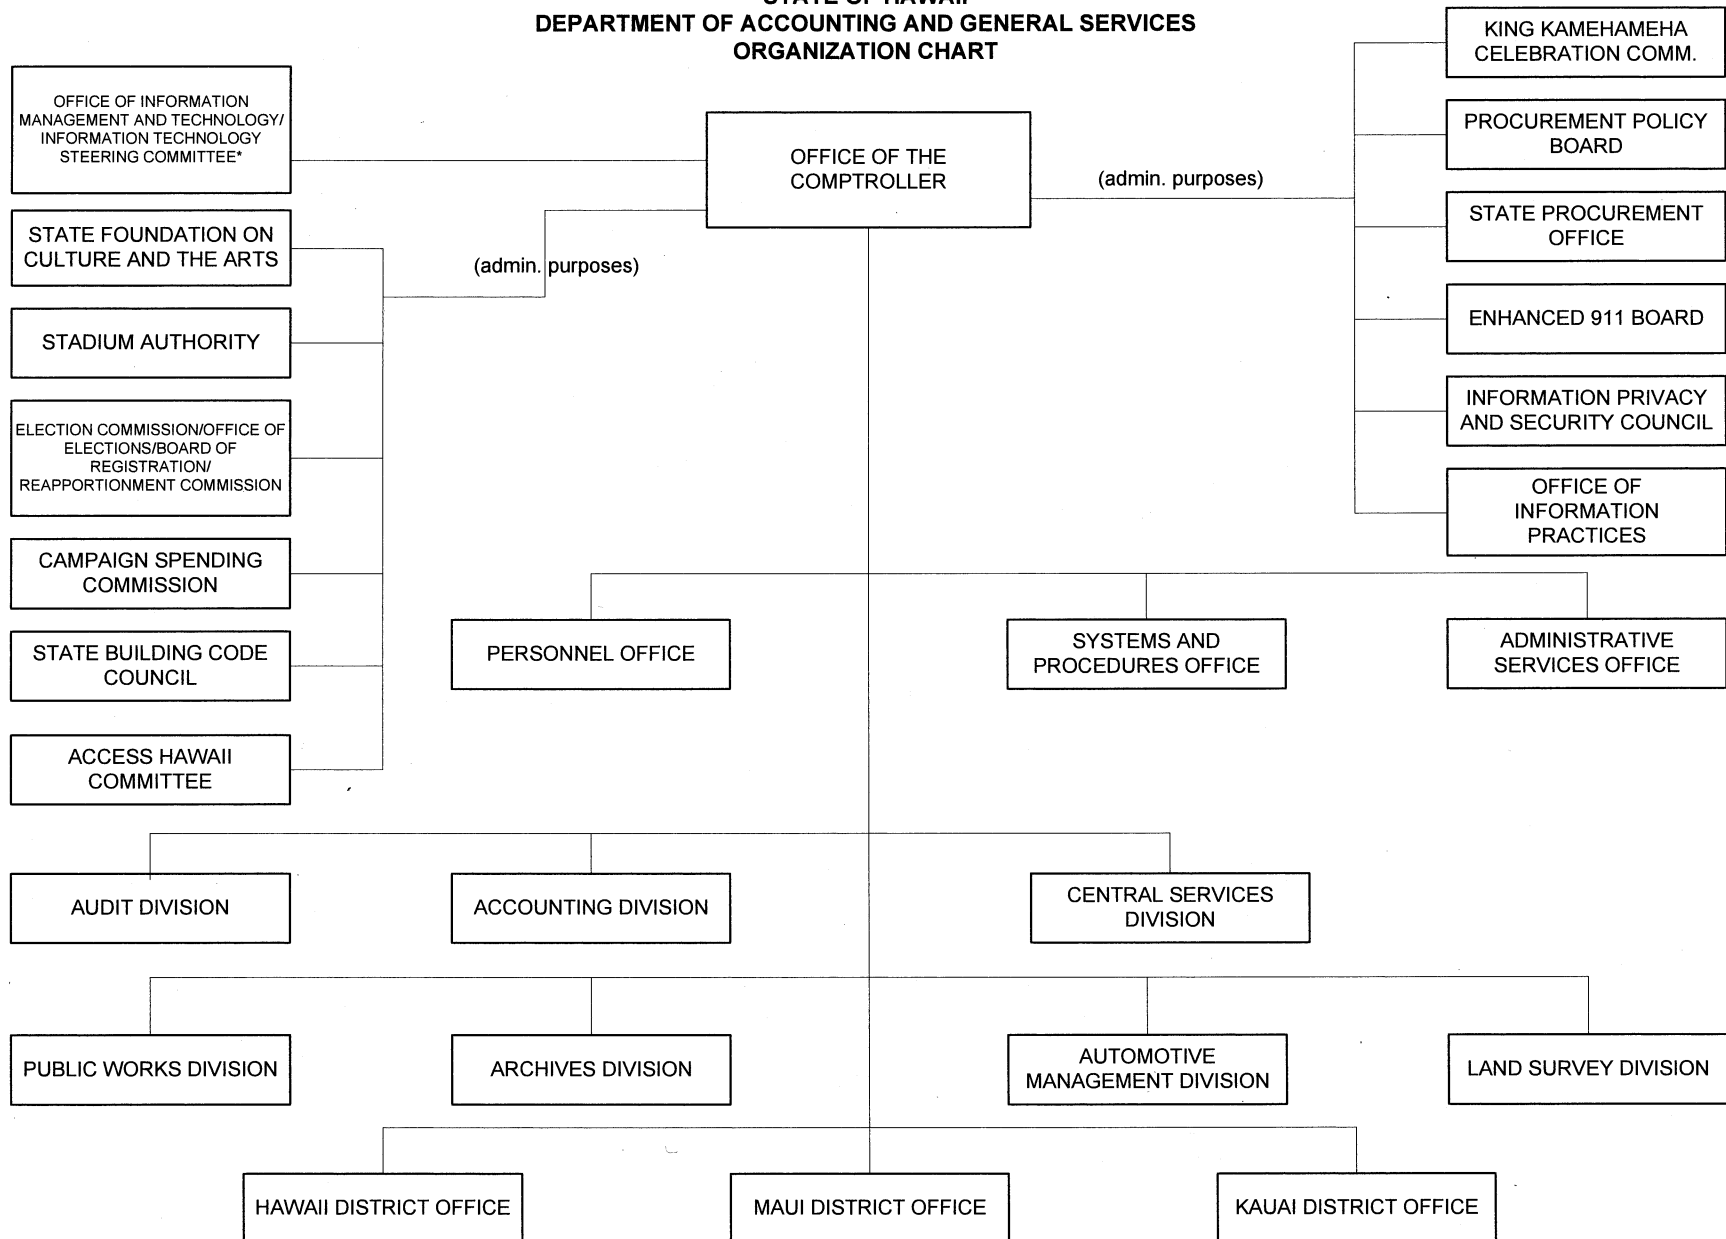 STATE OF HAWAII
DEPARTMENT OF ACCOUNTING AND GENERAL SERVICES
ORGANIZATION CHART
OFFICE OF INFORMATION
MANAGEMENT AND TECHNOLOGY/
INFORMATION TECHNOLOGY
STEERING COMMITTEE*
STATE FOUNDATION ON
CULTURE AND THE ARTS
STADIUM AUTHORITY
ELECTION COMMISSION/OFFICE OF
ELECTIONS/BOARD OF
REGISTRATION/
REAPPORTIONMENT COMMISSION
CAMPAIGN SPENDING
COMMISSION
STATE BUILDING CODE
COUNCIL
ACCESS HAWAII
COMMITTEE
OFFICE OF THE
COMPTROLLER
(admin. purposes)
(admin. purposes)
KING KAMEHAMEHA
CELEBRATION COMM.
PROCUREMENT POLICY
BOARD
STATE PROCUREMENT
OFFICE
ENHANCED 911 BOARD
INFORMATION PRIVACY
AND SECURITY COUNCIL
OFFICE OF
INFORMATION
PRACTICES
PERSONNEL OFFICE
SYSTEMS AND
PROCEDURES OFFICE
ADMINISTRATIVE
SERVICES OFFICE
AUDIT DIVISION
ACCOUNTING DIVISION
CENTRAL SERVICES
DIVISION
PUBLIC WORKS DIVISION
ARCHIVES DIVISION
AUTOMOTIVE
MANAGEMENT DIVISION
LAND SURVEY DIVISION
HAWAII DISTRICT OFFICE
MAUI DISTRICT OFFICE
KAUAI DISTRICT OFFICE